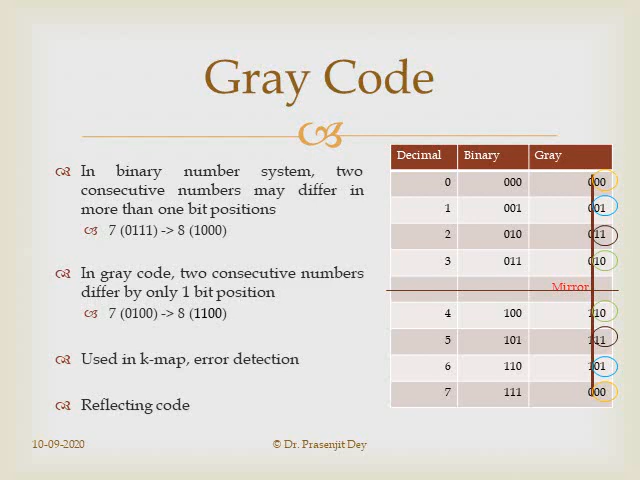 Gray Code
In binary number system, two
consecutive numbers may differ in
more than one bit positions
7 (0111) -> 8 (1000)
In gray code, two consecutive numbers
differ by only 1 bit position
7 (0100) -> 8 (1100)
Used in k-map, error detection
Reflecting code
Decimal Binary Gray
0 000 000
1 001 001
2 010 011
3 011 010
Mirror
4 100 110
5 101 111
6 110 101
7 111 000
10-09-2020 © Dr. Prasenjit Dey